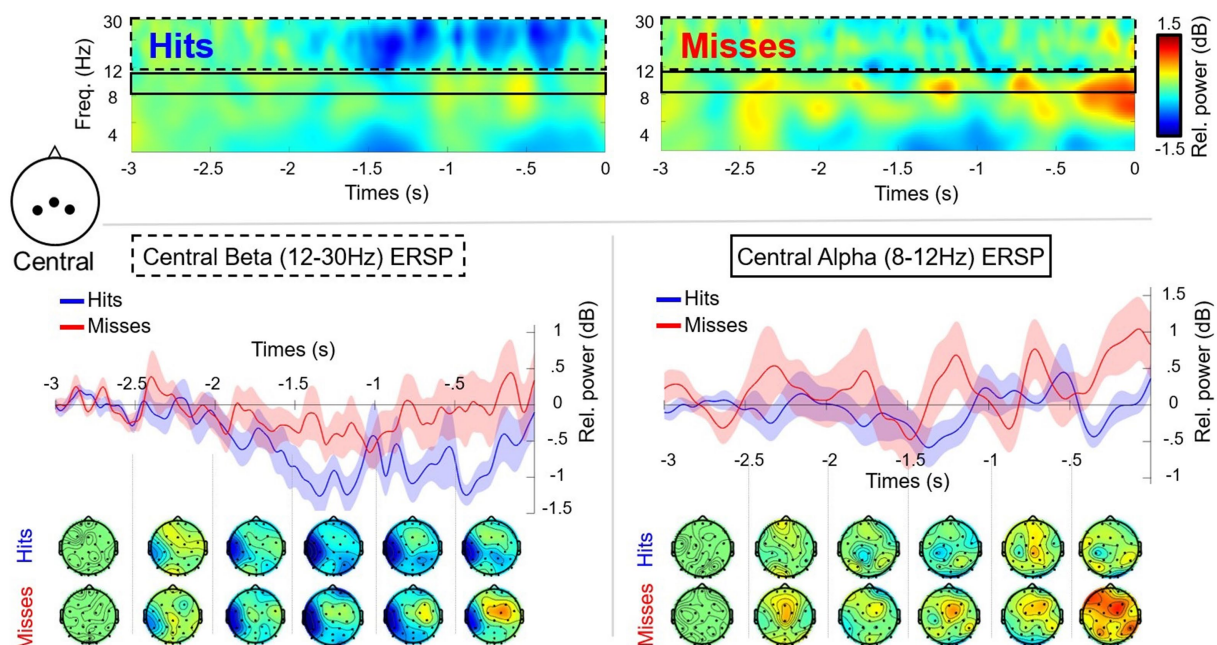 Hits
Misses
Freq. (Hz)
30
12
8
4
-3
-2.5
-2
-1.5
-1
-0.5
0
Times (s)
30
12
8
4
-3
-2.5
-2
-1.5
-1
-0.5
0
Times (s)
1.5
-1.5
Rel. power (dB)
Central
Central Beta (12-30Hz) ERSP
Hits
Misses
Times (s)
-3
-2.5
-2
-1.5
-1
-.5
1
.5
0
-.5
-1
-1.5
Rel. power (dB)
Hits
Misses
Central Alpha (8-12Hz) ERSP
Hits
Misses
1.5
1
.5
0
-.5
-1
Rel. power (dB)
-3
-2.5
-2
-1.5
-1
-.5
Times (s)
Hits
Misses